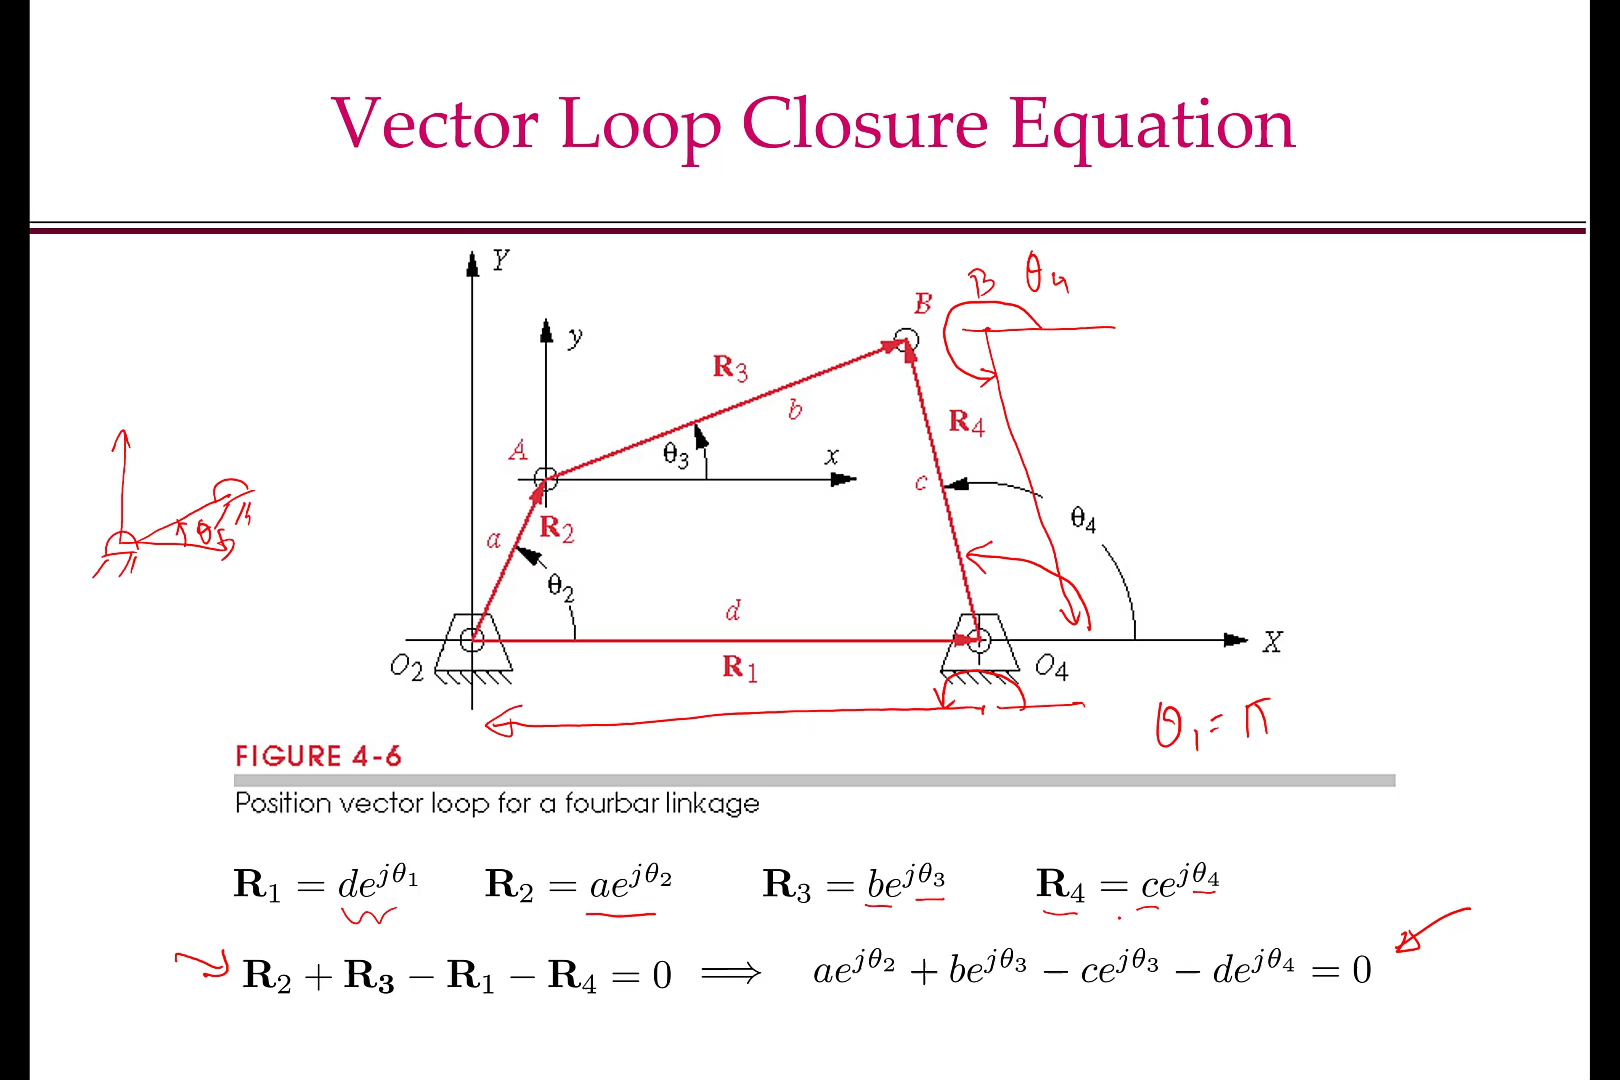 Vector Loop Closure Equation
Y
y
B
B θ₄
R₃
b
R₄
A
θ₃
x
c
a
R₂
θ
θ₄
θ₂
d
O₂
R₁
O₄
X
θ₁ = π
FIGURE 4-6
Position vector loop for a fourbar linkage
R₁ = de^{jθ₁} R₂ = ae^{jθ₂} R₃ = be^{jθ₃} R₄ = ce^{jθ₄}
R₂ + R₃ − R₁ − R₄ = 0 ⟹ ae^{jθ₂} + be^{jθ₃} − ce^{jθ₃} − de^{jθ₄} = 0